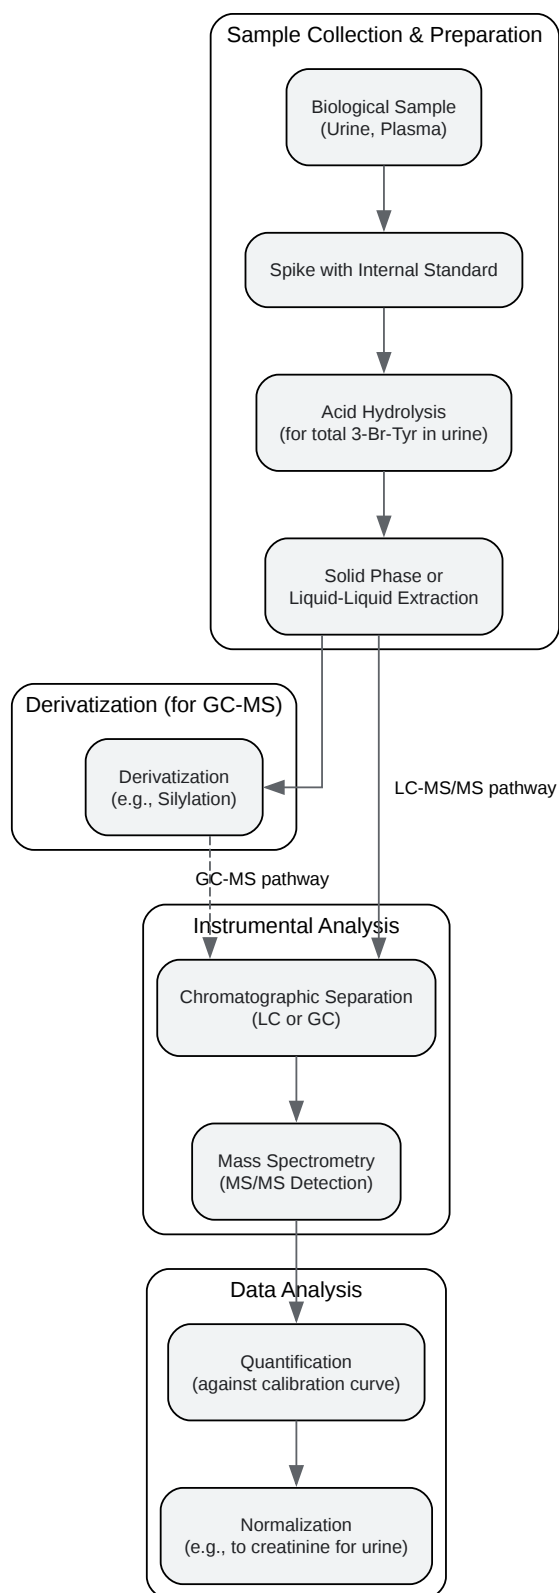 Sample Collection & Preparation
Biological Sample
(Urine, Plasma)
Spike with Internal Standard
Acid Hydrolysis
(for total 3-Br-Tyr in urine)
Solid Phase or
Liquid-Liquid Extraction
Derivatization (for GC-MS)
Derivatization
(e.g., Silylation)
LC-MS/MS pathway
GC-MS pathway
Instrumental Analysis
Chromatographic Separation
(LC or GC)
Mass Spectrometry
(MS/MS Detection)
Data Analysis
Quantification
(against calibration curve)
Normalization
(e.g., to creatinine for urine)